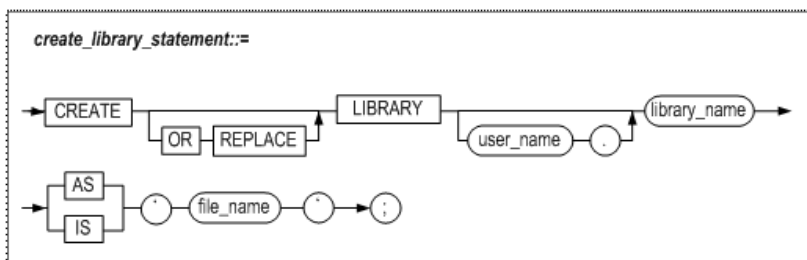 create_library_statement::=
CREATE LIBRARY library_name
OR REPLACE user_name .
AS
' file_name ' ;
IS